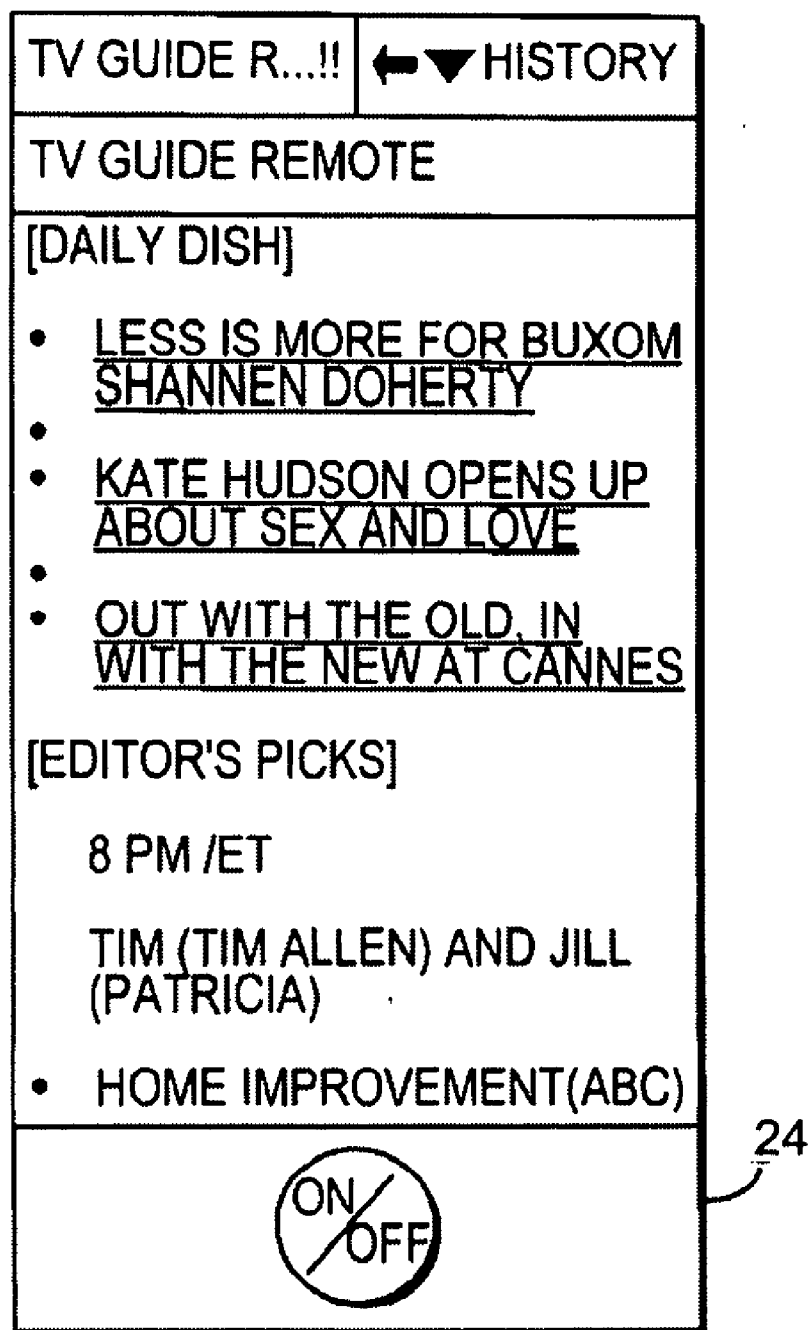 TV GUIDE R...!! HISTORY
TV GUIDE REMOTE
[DAILY DISH]
LESS IS MORE FOR BUXOM
SHANNEN DOHERTY
KATE HUDSON OPENS UP
ABOUT SEX AND LOVE
OUT WITH THE OLD, IN
WITH THE NEW AT CANNES
[EDITOR'S PICKS]
8 PM /ET
TIM (TIM ALLEN) AND JILL
(PATRICIA)
HOME IMPROVEMENT(ABC)
24
ON/
OFF